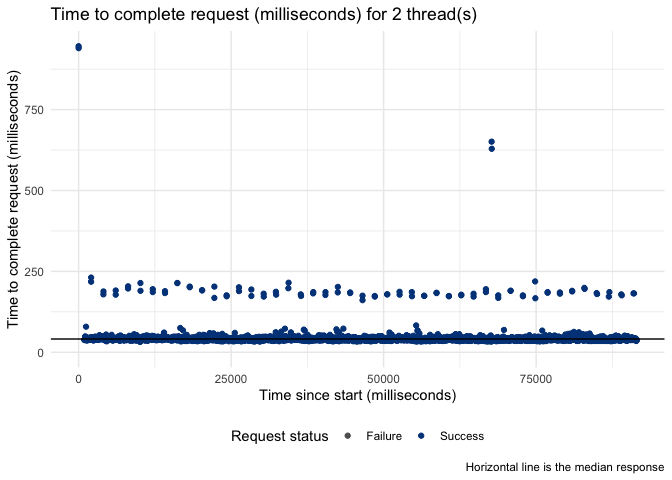 Time to complete request (milliseconds) for 2 thread(s)
Time to complete request (milliseconds)
750
500
250
0
0 25000 50000 75000
Time since start (milliseconds)
Request status Failure Success
Horizontal line is the median response